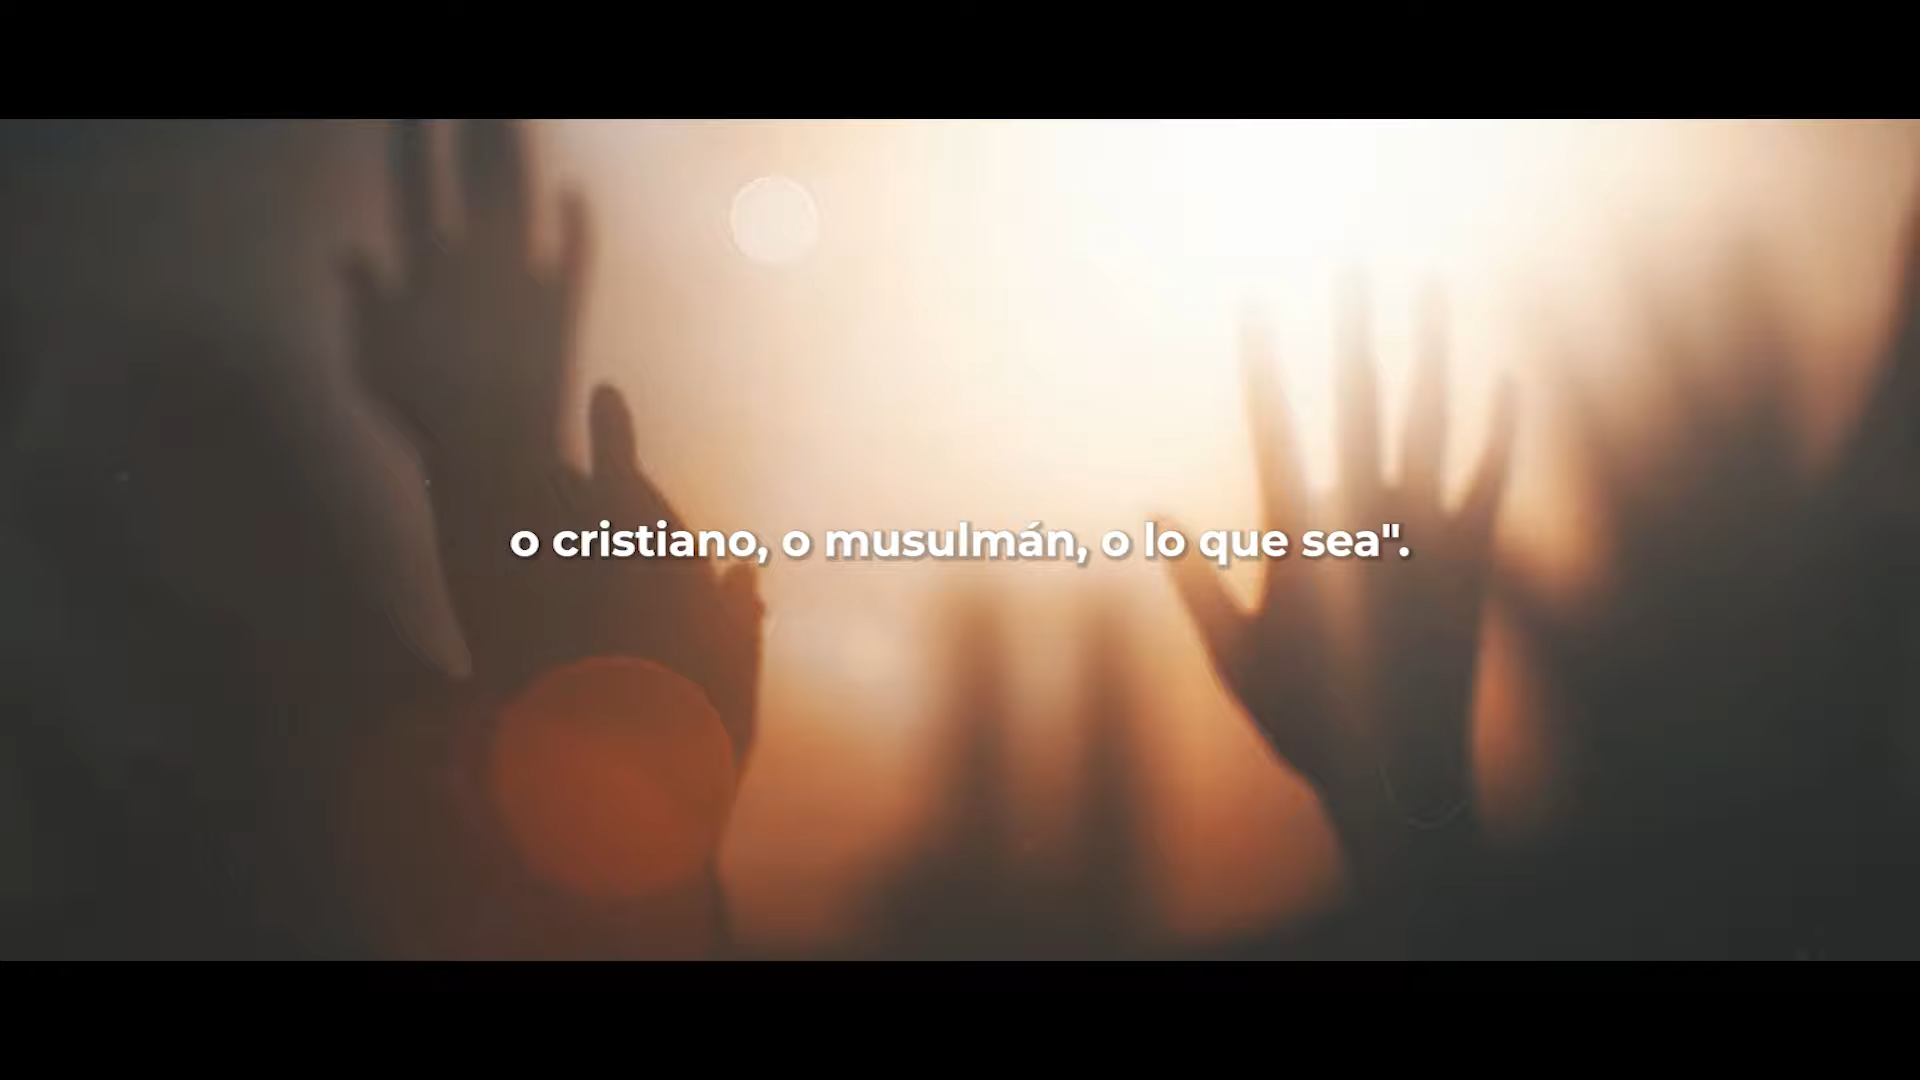 o cristiano, o musulmán, o lo que sea".